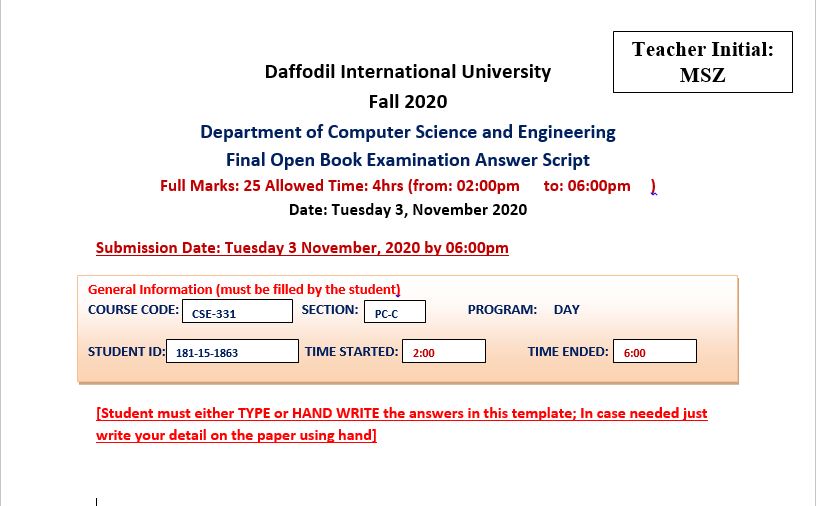 Teacher Initial:
MSZ
Daffodil International University
Fall 2020
Department of Computer Science and Engineering
Final Open Book Examination Answer Script
Full Marks: 25 Allowed Time: 4hrs (from: 02:00pm to: 06:00pm )
Date: Tuesday 3, November 2020
Submission Date: Tuesday 3 November, 2020 by 06:00pm
General Information (must be filled by the student)
COURSE CODE: CSE-331 SECTION: PC-C PROGRAM: DAY
STUDENT ID: 181-15-1863 TIME STARTED: 2:00 TIME ENDED: 6:00
[Student must either TYPE or HAND WRITE the answers in this template; In case needed just
write your detail on the paper using hand]